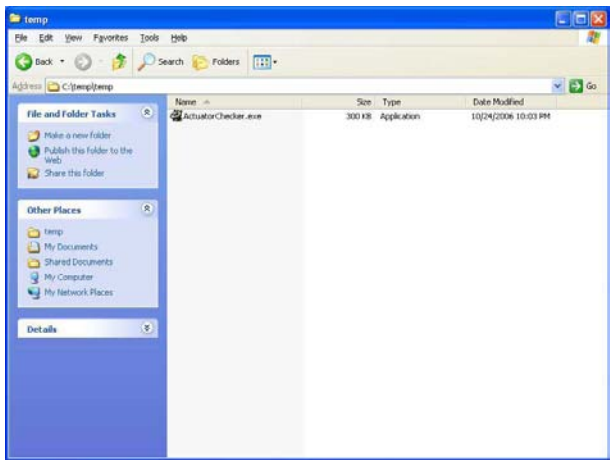 temp
File Edit View Favorites Tools Help
Back Search Folders
Address C:\temp\temp Go
Name Size Type Date Modified
ActuatorChecker.exe 300 KB Application 10/24/2006 10:03 PM
File and Folder Tasks
Make a new folder
Publish this folder to the
Web
Share this folder
Other Places
temp
My Documents
Shared Documents
My Computer
My Network Places
Details